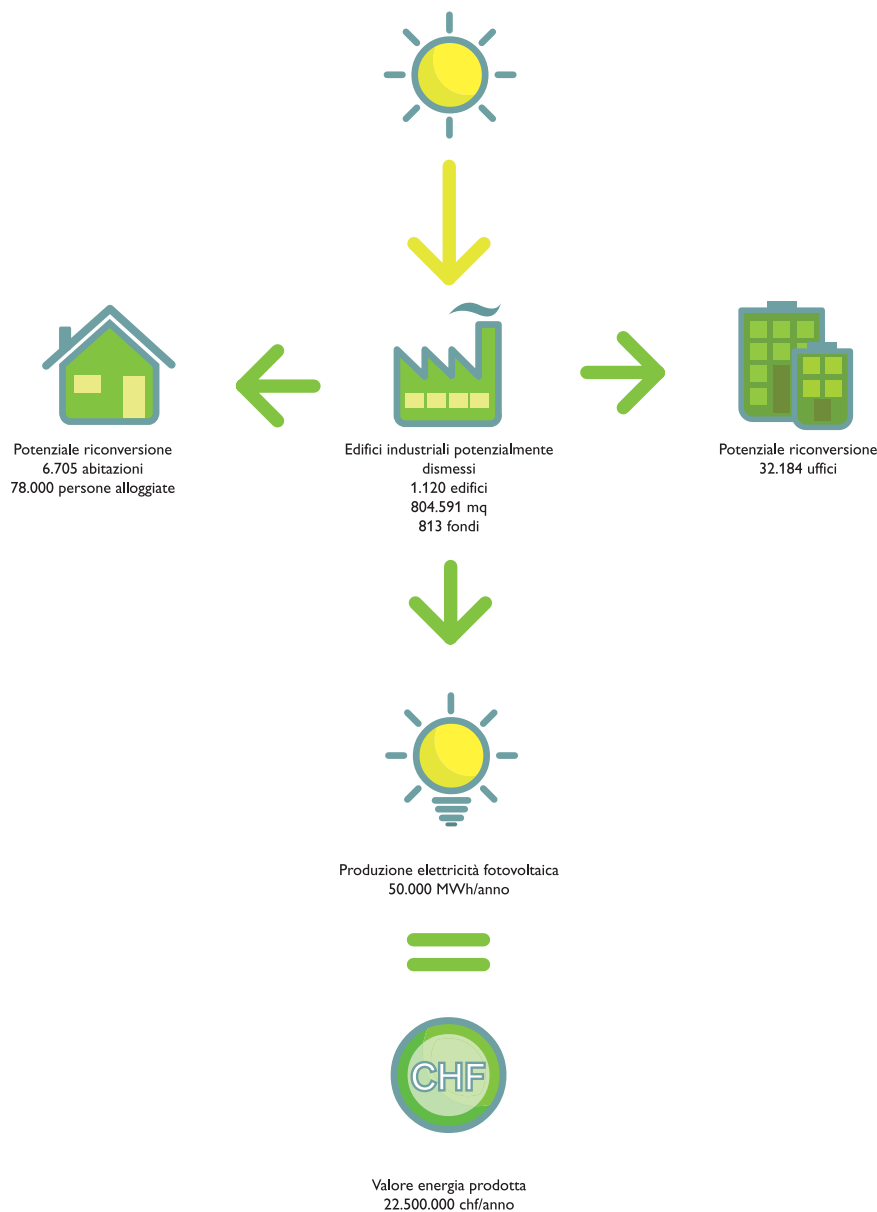 Potenziale riconversione
6.705 abitazioni
78.000 persone alloggiate
Edifici industriali potenzialmente
dismessi
1.120 edifici
804.591 mq
813 fondi
Potenziale riconversione
32.184 uffici
Produzione elettricità fotovoltaica
50.000 MWh/anno
CHF
Valore energia prodotta
22.500.000 chf/anno